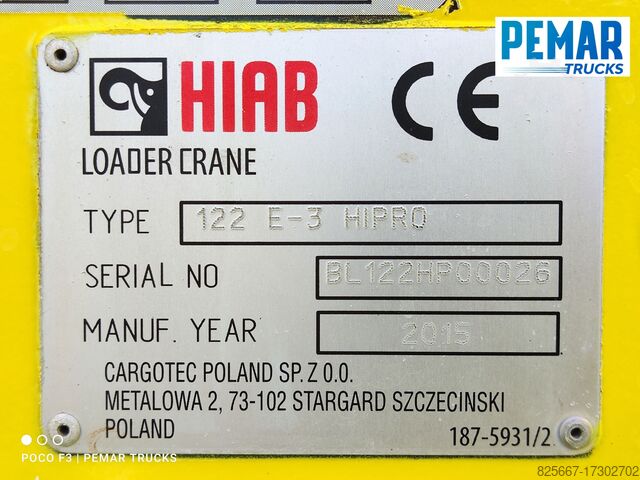 PEMAR
TRUCKS
HIAB CE
LOADER CRANE
TYPE 122 E-3 HIPRO
SERIAL NO BL122HP00026
MANUF. YEAR 2015
CARGOTEC POLAND SP. Z O.O.
METALOWA 2, 73-102 STARGARD SZCZECINSKI
POLAND 187-5931/2
POCO F3 | PEMAR TRUCKS
825667-17302702